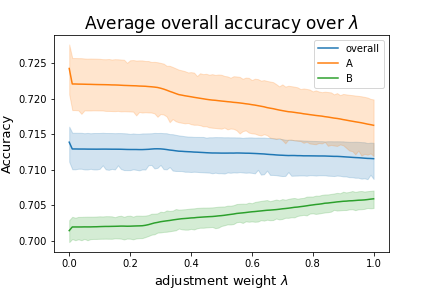 Average overall accuracy over λ
overall
A
B
0.725
0.720
0.715
0.710
0.705
0.700
Accuracy
0.0 0.2 0.4 0.6 0.8 1.0
adjustment weight λ